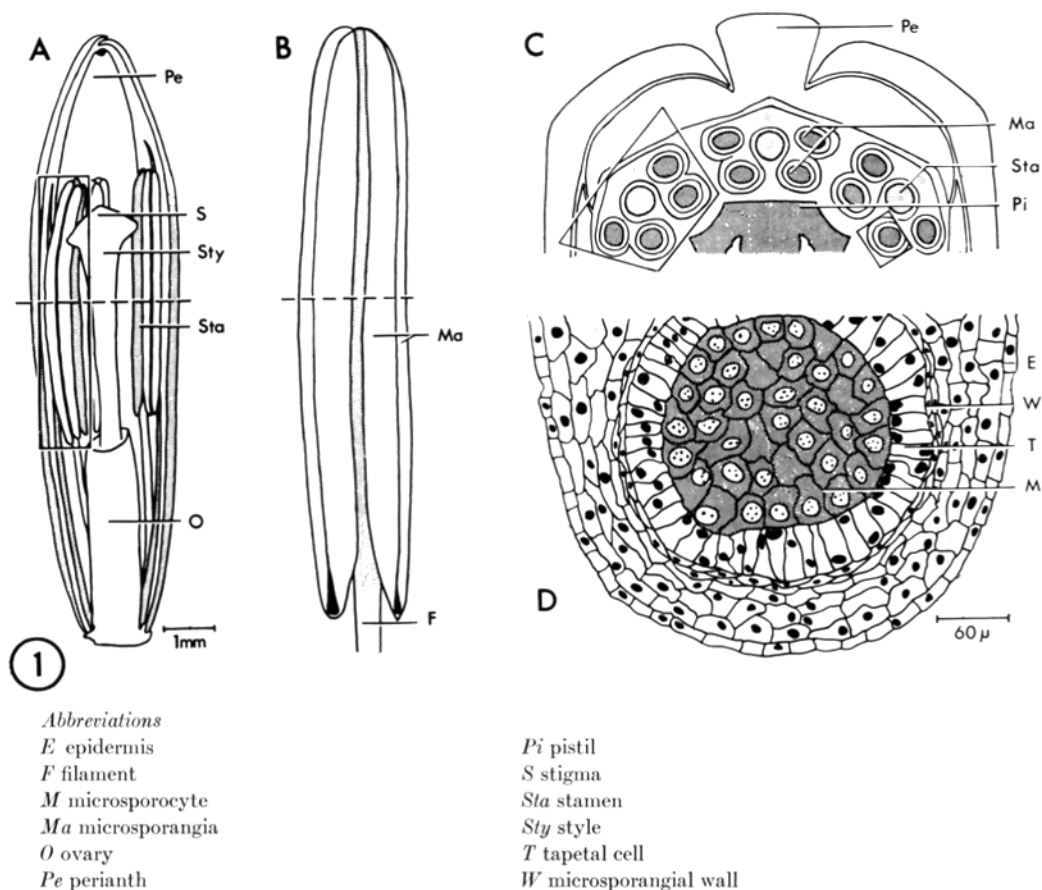 A
B
C
Pe
Pe
Ma
Sta
Pi
S
Sty
Sta
Ma
E
W
T
M
O
F
D
1mm
60 µ
1
Abbreviations
E epidermis
F filament
M microsporocyte
Ma microsporangia
O ovary
Pe perianth
Pi pistil
S stigma
Sta stamen
Sty style
T tapetal cell
W microsporangial wall